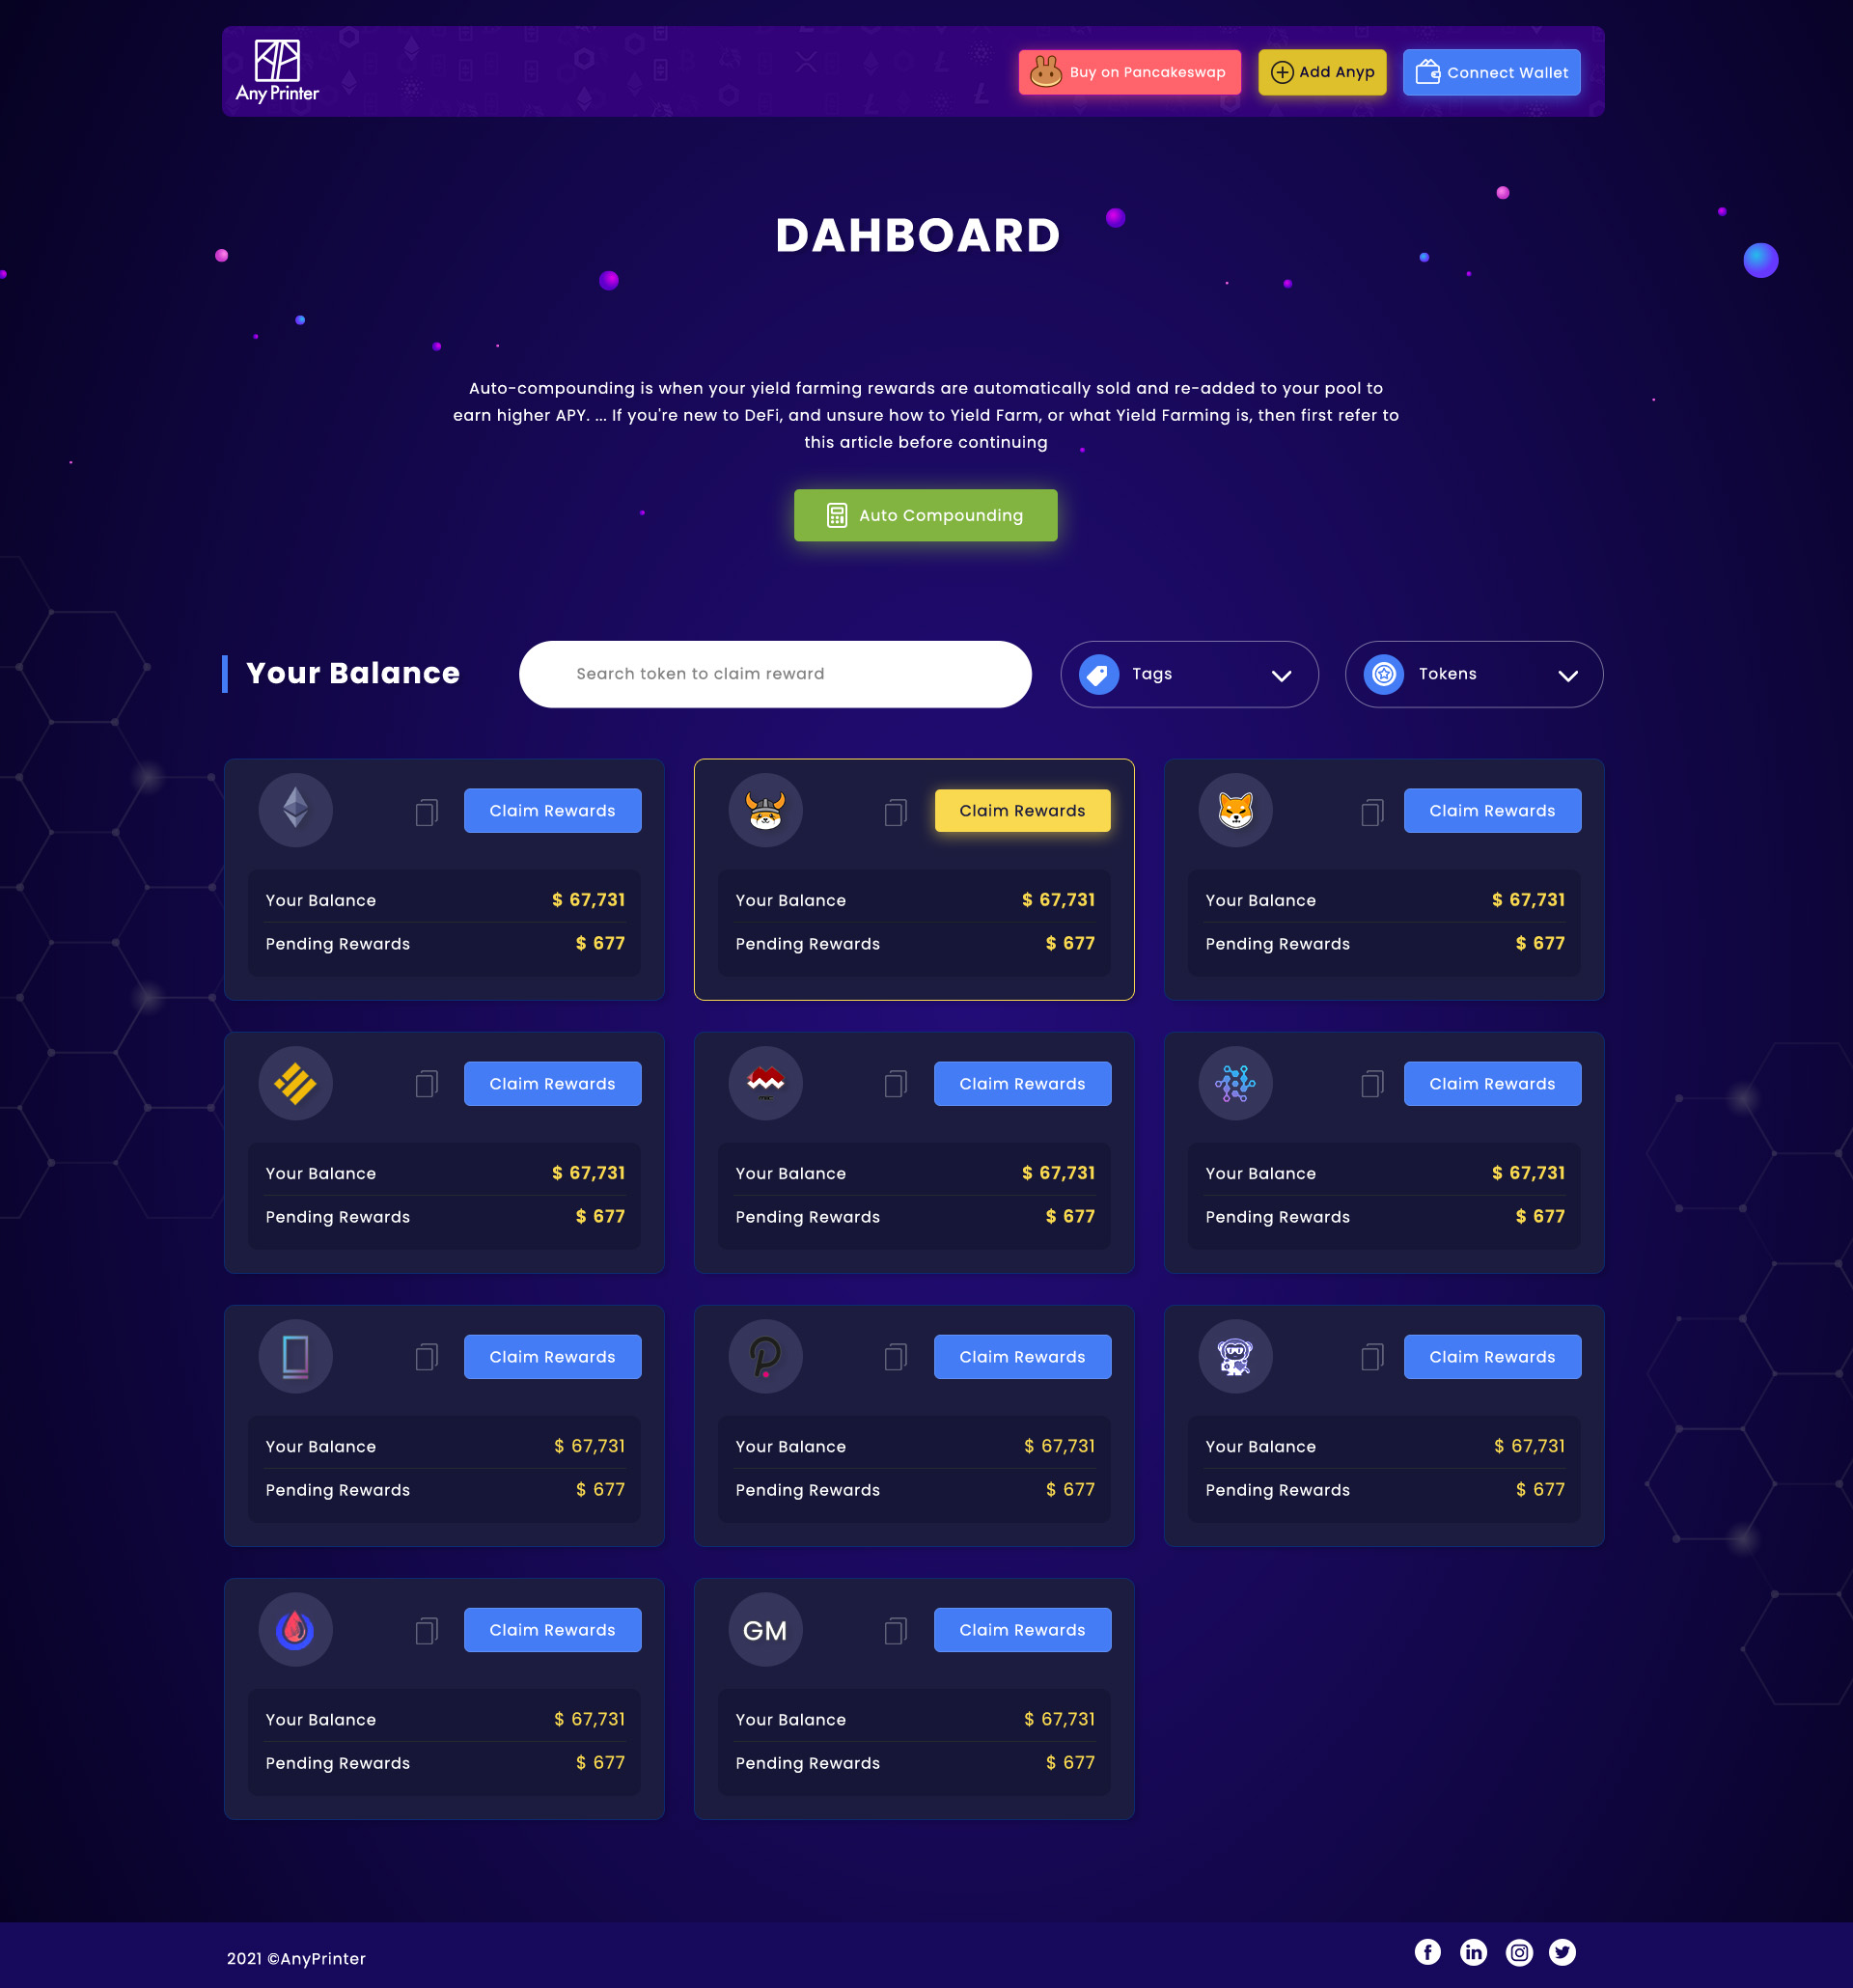 Any Printer
Buy on Pancakeswap
Add Anyp
Connect Wallet
DAHBOARD
Auto-compounding is when your yield farming rewards are automatically sold and re-added to your pool to
earn higher APY. ... If you're new to DeFi, and unsure how to Yield Farm, or what Yield Farming is, then first refer to
this article before continuing
Auto Compounding
Your Balance
Search token to claim reward
Tags
Tokens
Claim Rewards
Your Balance $ 67,731
Pending Rewards $ 677
Claim Rewards
Your Balance $ 67,731
Pending Rewards $ 677
Claim Rewards
Your Balance $ 67,731
Pending Rewards $ 677
Claim Rewards
Your Balance $ 67,731
Pending Rewards $ 677
Claim Rewards
Your Balance $ 67,731
Pending Rewards $ 677
Claim Rewards
Your Balance $ 67,731
Pending Rewards $ 677
Claim Rewards
Your Balance $ 67,731
Pending Rewards $ 677
Claim Rewards
Your Balance $ 67,731
Pending Rewards $ 677
Claim Rewards
Your Balance $ 67,731
Pending Rewards $ 677
Claim Rewards
Your Balance $ 67,731
Pending Rewards $ 677
GM
Claim Rewards
Your Balance $ 67,731
Pending Rewards $ 677
2021 ©AnyPrinter